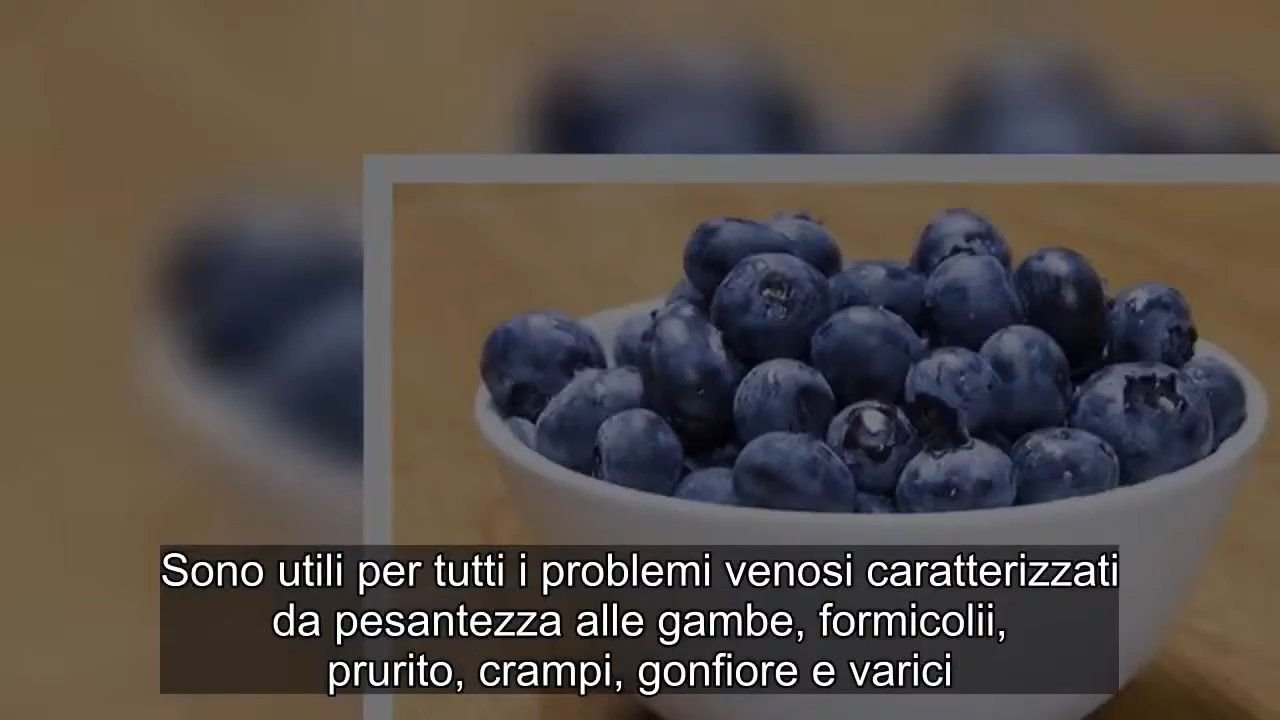 Sono utili per tutti i problemi venosi caratterizzati
da pesantezza alle gambe, formicolii,
prurito, crampi, gonfiore e varici